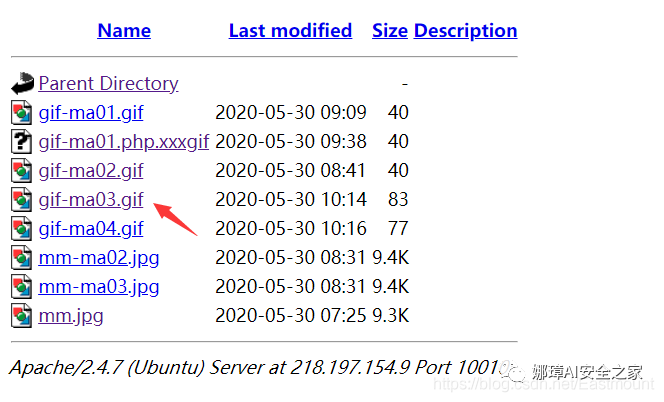 Name Last modified Size Description
Parent Directory -
gif-ma01.gif 2020-05-30 09:09 40
gif-ma01.php.xxxgif 2020-05-30 09:38 40
gif-ma02.gif 2020-05-30 08:41 40
gif-ma03.gif 2020-05-30 10:14 83
gif-ma04.gif 2020-05-30 10:16 77
mm-ma02.jpg 2020-05-30 08:31 9.4K
mm-ma03.jpg 2020-05-30 08:31 9.4K
mm.jpg 2020-05-30 07:25 9.3K
Apache/2.4.7 (Ubuntu) Server at 218.197.154.9 Port
娜璋AI安全之家
https://blog.csdn.net/Eastmount